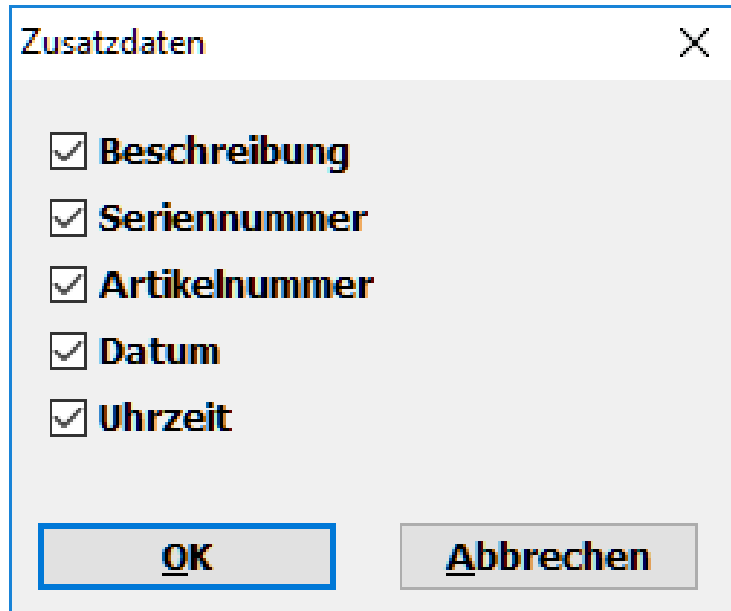 Zusatzdaten
Beschreibung
Seriennummer
Artikelnummer
Datum
Uhrzeit
OK Abbrechen